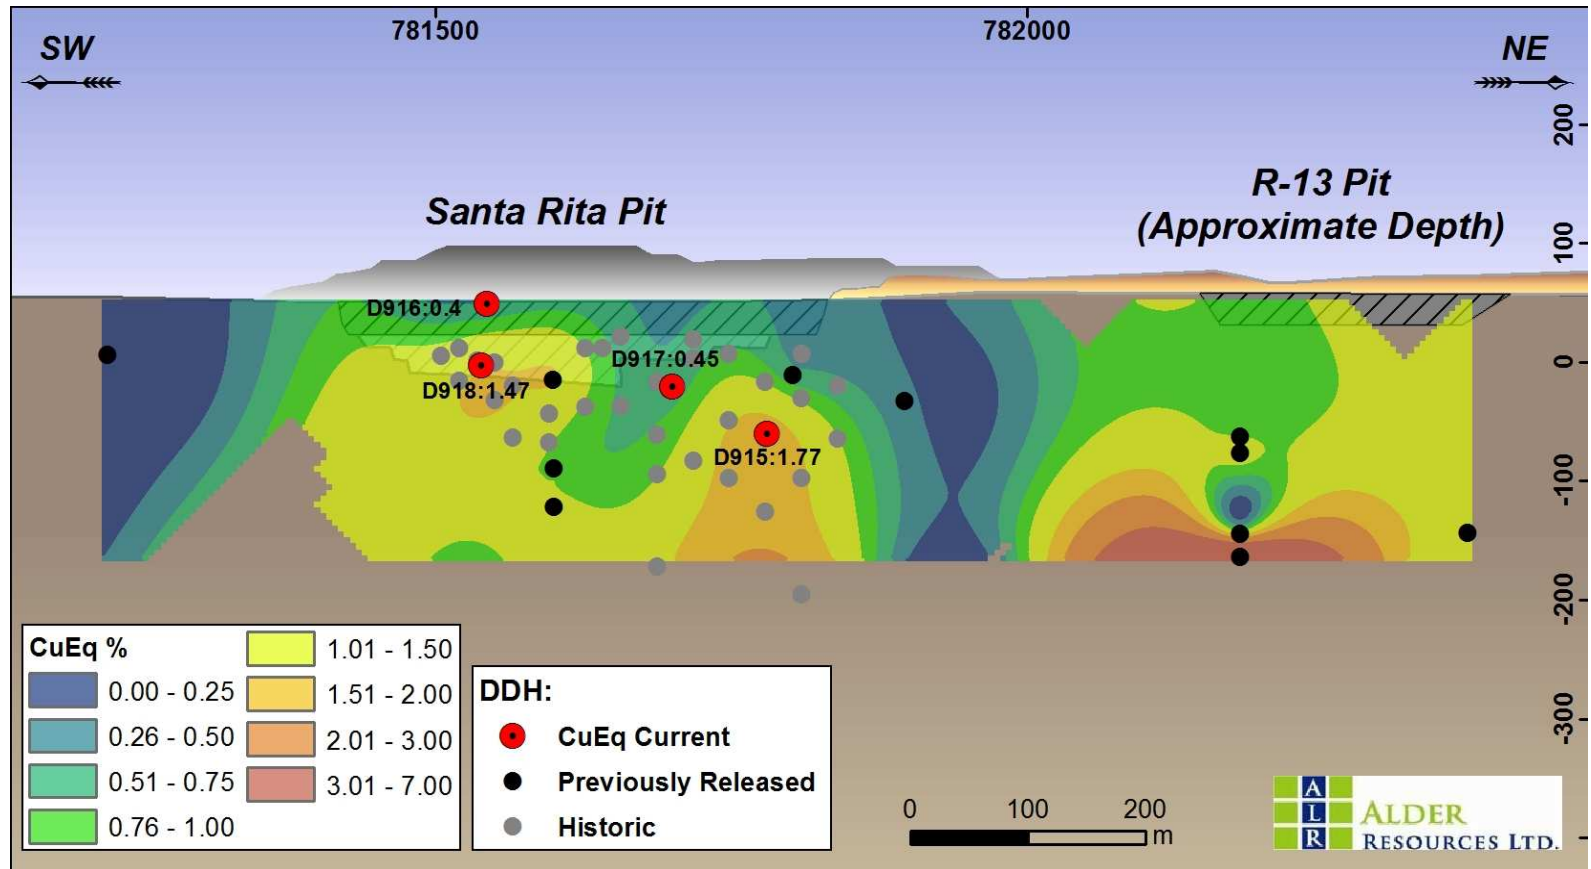 781500
782000
SW
NE
200
100
0
-100
-200
-300
Santa Rita Pit
R-13 Pit
(Approximate Depth)
D916:0.4
D917:0.45
D918:1.47
D915:1.77
CuEq %
0.00 - 0.25
0.26 - 0.50
0.51 - 0.75
0.76 - 1.00
1.01 - 1.50
1.51 - 2.00
2.01 - 3.00
3.01 - 7.00
DDH:
CuEq Current
Previously Released
Historic
0 100 200
m
A
L
R
ALDER
RESOURCES LTD.